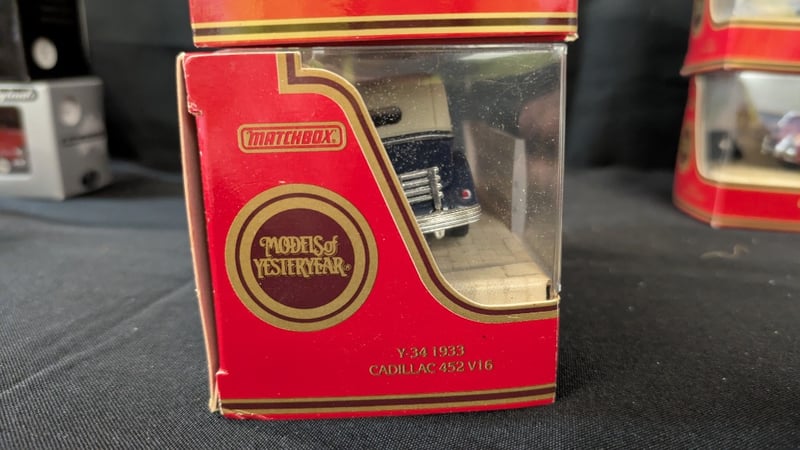 MATCHBOX
MODELS of
YESTERYEAR®
Y-34 1933
CADILLAC 452 V16